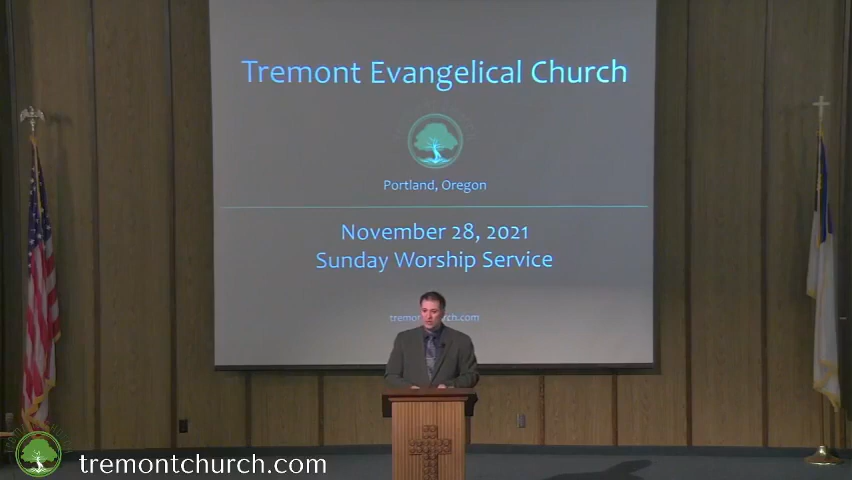 Tremont Evangelical Church
Portland, Oregon
November 28, 2021
Sunday Worship Service
tremontchurch.com